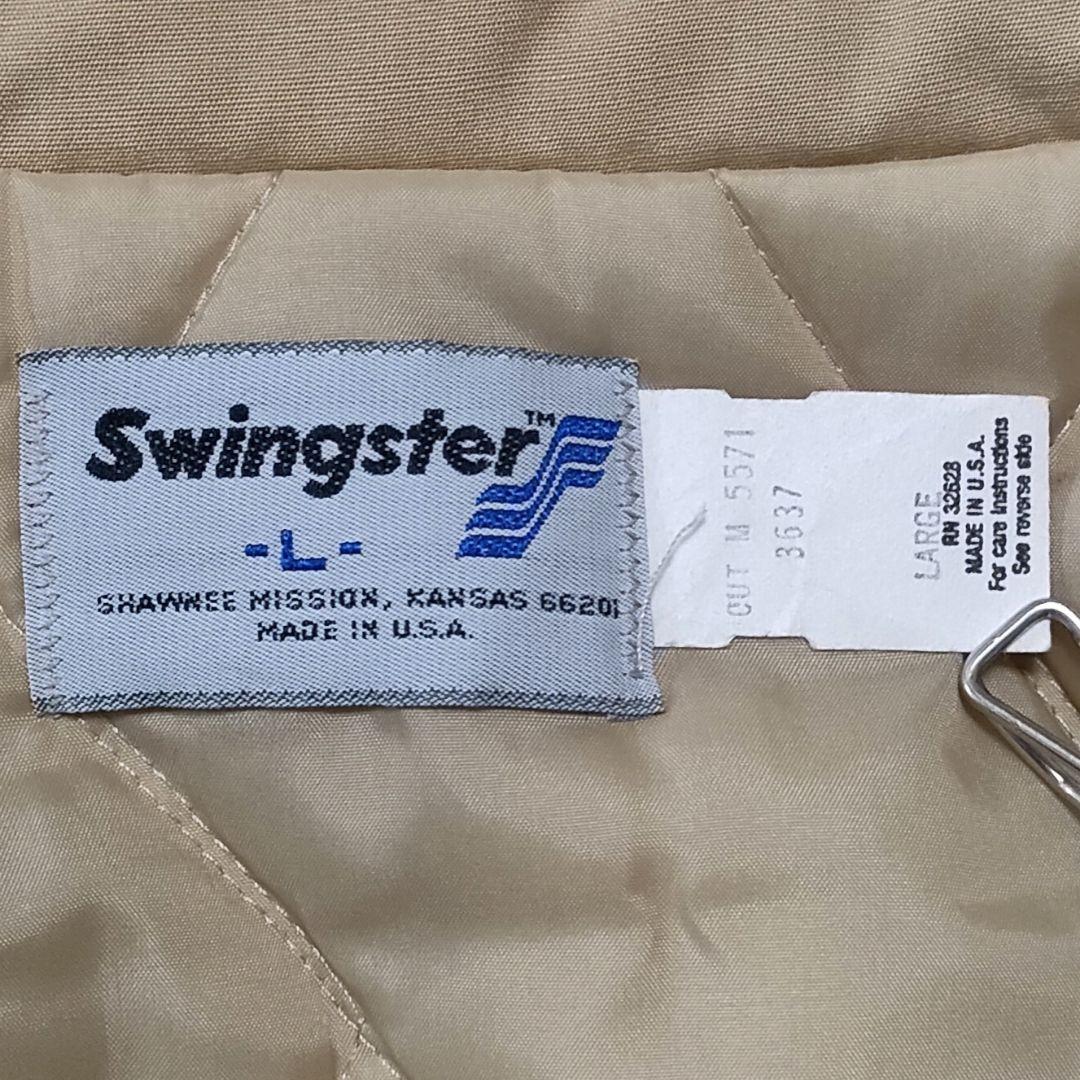 Swingster™
-L-
SHAWNEE MISSION, KANSAS 66201
MADE IN U.S.A.
CUT M 5571
3637
LARGE
RN 32628
MADE IN U.S.A.
For care instructions
See reverse side